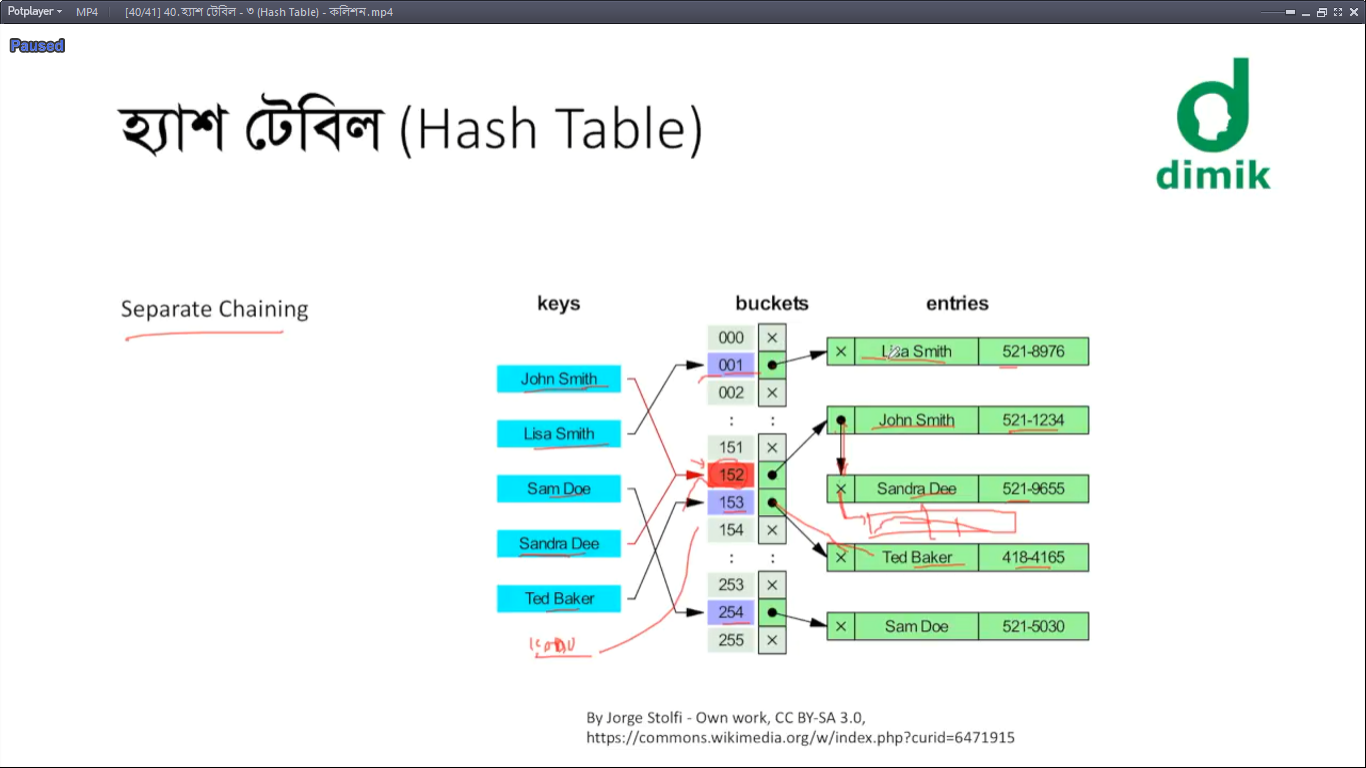 Potplayer MP4 [40/41] 40.হ্যাশ টেবিল - ৩ (Hash Table) - কলিশন.mp4
Paused
হ্যাশ টেবিল (Hash Table)
dimik
Separate Chaining
keys
John Smith
Lisa Smith
Sam Doe
Sandra Dee
Ted Baker
buckets
000
001
002
:
151
152
153
154
:
253
254
255
entries
Lisa Smith 521-8976
John Smith 521-1234
Sandra Dee 521-9655
Ted Baker 418-4165
Sam Doe 521-5030
By Jorge Stolfi - Own work, CC BY-SA 3.0,
https://commons.wikimedia.org/w/index.php?curid=6471915